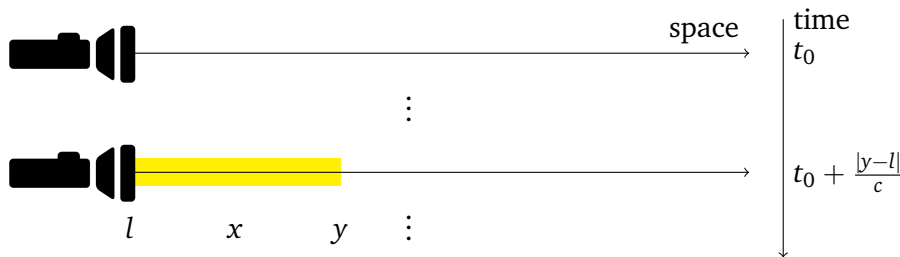 space
time
t₀
⋮
t₀ + |y−l|/c
l x y ⋮